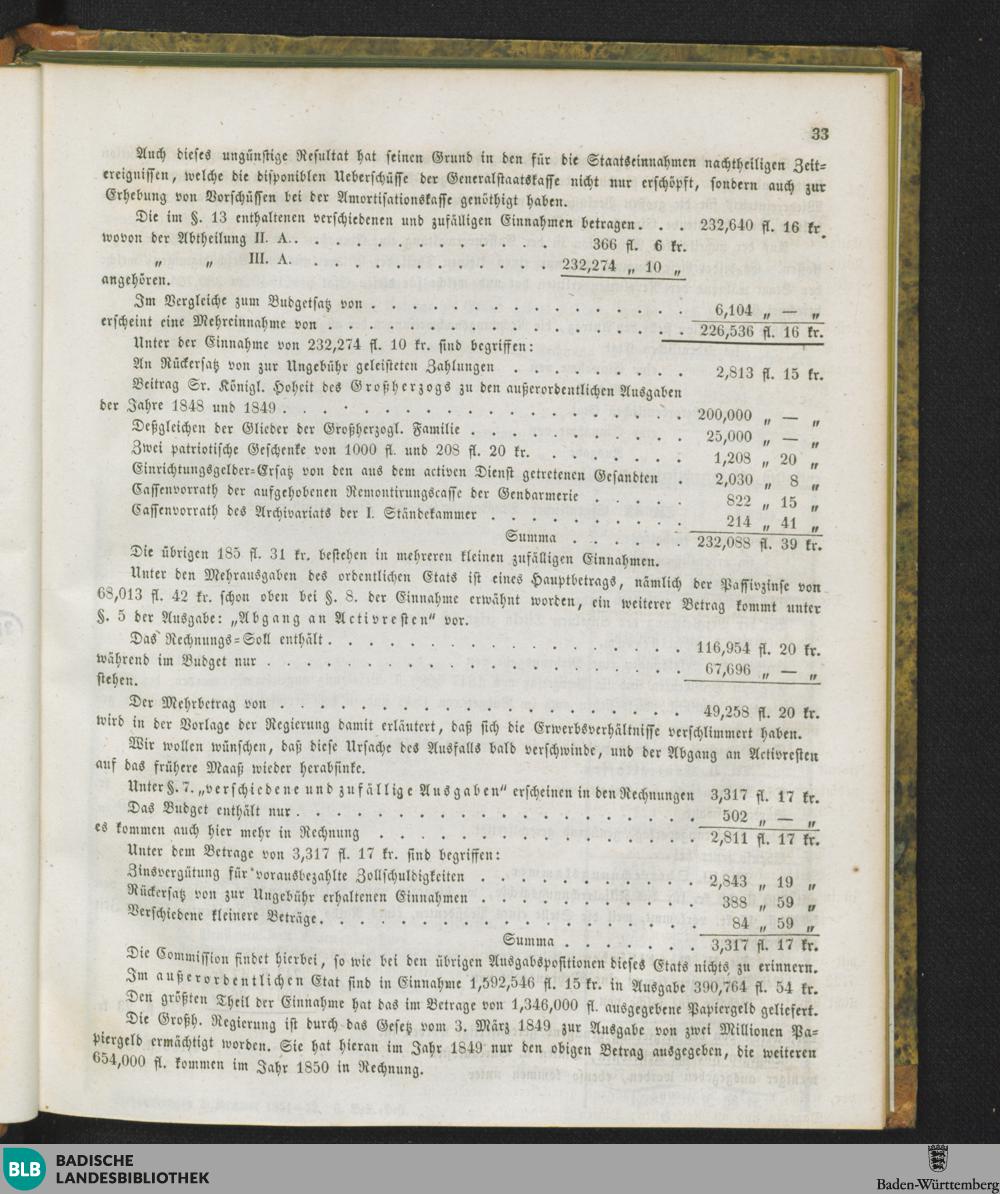 33
Auch dieses ungünstige Resultat hat seinen Grund in den für die Staatseinnahmen nachtheiligen Zeit=
ereignissen, welche die disponiblen Ueberschüsse der Generalstaatskasse nicht nur erschöpft, sondern auch zur
Erhebung von Vorschüssen bei der Amortisationskasse genöthigt haben.
Die im §. 13 enthaltenen verschiedenen und zufälligen Einnahmen betragen. . . 232,640 fl. 16 kr.
wovon der Abtheilung II. A. . . . . . . . . . . . . 366 fl. 6 kr.
„ „ III. A. . . . . . . . . . . . 232,274 „ 10 „
angehören.
Im Vergleiche zum Budgetsatz von . . . . . . . . . . . . . . . 6,104 „ — „
erscheint eine Mehreinnahme von . . . . . . . . . . . . . . . . . 226,536 fl. 16 kr.
Unter der Einnahme von 232,274 fl. 10 kr. sind begriffen:
An Rückersatz von zur Ungebühr geleisteten Zahlungen . . . . . . . . . 2,813 fl. 15 kr.
Beitrag Sr. Königl. Hoheit des Großherzogs zu den außerordentlichen Ausgaben
der Jahre 1848 und 1849 . . . . . . . . . . . . . . . . . . . 200,000 „ — „
Deßgleichen der Glieder der Großherzogl. Familie . . . . . . . . . . . 25,000 „ — „
Zwei patriotische Geschenke von 1000 fl. und 208 fl. 20 kr. . . . . . . . . 1,208 „ 20 „
Einrichtungsgelder=Ersatz von den aus dem activen Dienst getretenen Gesandten . 2,030 „ 8 „
Cassenvorrath der aufgehobenen Remontirungscasse der Gendarmerie . . . . . 822 „ 15 „
Cassenvorrath des Archivariats der I. Ständekammer . . . . . . . . . . 214 „ 41 „
Summa . . . . . . 232,088 fl. 39 kr.
Die übrigen 185 fl. 31 kr. bestehen in mehreren kleinen zufälligen Einnahmen.
Unter den Mehrausgaben des ordentlichen Etats ist eines Hauptbetrags, nämlich der Passivzinse von
68,013 fl. 42 kr. schon oben bei §. 8. der Einnahme erwähnt worden, ein weiterer Betrag kommt unter
§. 5 der Ausgabe: „Abgang an Activresten" vor.
Das Rechnungs=Soll enthält . . . . . . . . . . . . . . . . . 116,954 fl. 20 kr.
während im Budget nur . . . . . . . . . . . . . . . . . . . . 67,696 „ — „
stehen.
Der Mehrbetrag von . . . . . . . . . . . . . . . . . . . . 49,258 fl. 20 kr.
wird in der Vorlage der Regierung damit erläutert, daß sich die Erwerbsverhältnisse verschlimmert haben.
Wir wollen wünschen, daß diese Ursache des Ausfalls bald verschwinde, und der Abgang an Activresten
auf das frühere Maaß wieder herabsinke.
Unter §. 7. „verschiedene und zufällige Ausgaben" erscheinen in den Rechnungen 3,317 fl. 17 kr.
Das Budget enthält nur . . . . . . . . . . . . . . . . . . . 502 „ — „
es kommen auch hier mehr in Rechnung . . . . . . . . . . . . . . . 2,811 fl. 17 kr.
Unter dem Betrage von 3,317 fl. 17 kr. sind begriffen:
Zinsvergütung für vorausbezahlte Zollschuldigkeiten . . . . . . . . . . . 2,843 „ 19 „
Rückersatz von zur Ungebühr erhaltenen Einnahmen . . . . . . . . . . . 388 „ 59 „
Verschiedene kleinere Beträge . . . . . . . . . . . . . . . . . . 84 „ 59 „
Summa . . . . . . . 3,317 fl. 17 kr.
Die Commission findet hierbei, so wie bei den übrigen Ausgabspositionen dieses Etats nichts zu erinnern.
Im außerordentlichen Etat sind in Einnahme 1,592,546 fl. 15 kr. in Ausgabe 390,764 fl. 54 kr.
Den größten Theil der Einnahme hat das im Betrage von 1,346,000 fl. ausgegebene Papiergeld geliefert.
Die Großh. Regierung ist durch das Gesetz vom 3. März 1849 zur Ausgabe von zwei Millionen Pa=
piergeld ermächtigt worden. Sie hat hieran im Jahr 1849 nur den obigen Betrag ausgegeben, die weiteren
654,000 fl. kommen im Jahr 1850 in Rechnung.
BLB BADISCHE
LANDESBIBLIOTHEK
Baden-Württemberg